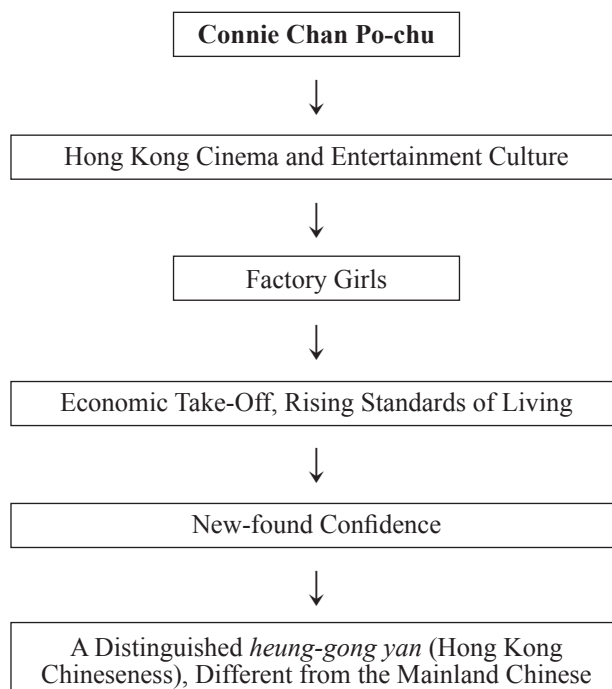 Connie Chan Po-chu
Hong Kong Cinema and Entertainment Culture
Factory Girls
Economic Take-Off, Rising Standards of Living
New-found Confidence
A Distinguished heung-gong yan (Hong Kong
Chineseness), Different from the Mainland Chinese